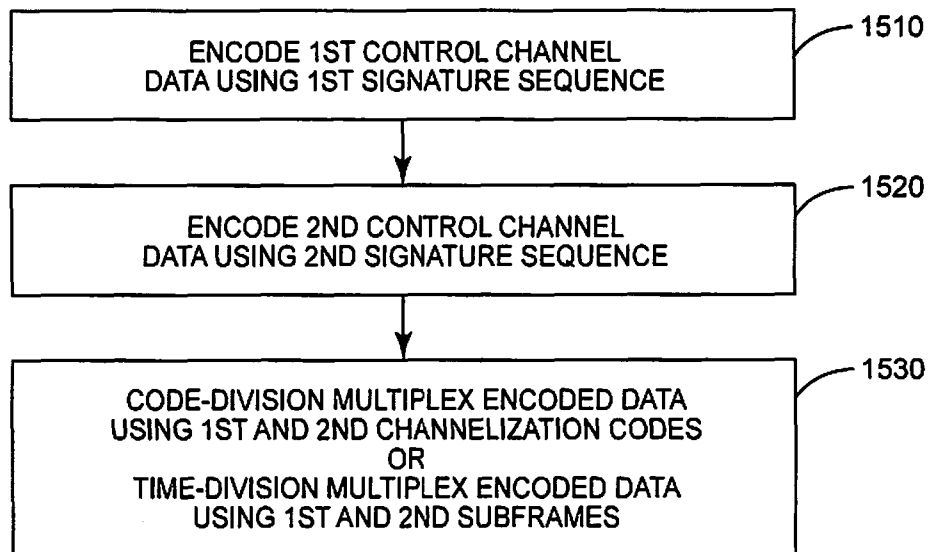 ENCODE 1ST CONTROL CHANNEL
DATA USING 1ST SIGNATURE SEQUENCE
1510
ENCODE 2ND CONTROL CHANNEL
DATA USING 2ND SIGNATURE SEQUENCE
1520
CODE-DIVISION MULTIPLEX ENCODED DATA
USING 1ST AND 2ND CHANNELIZATION CODES
OR
TIME-DIVISION MULTIPLEX ENCODED DATA
USING 1ST AND 2ND SUBFRAMES
1530